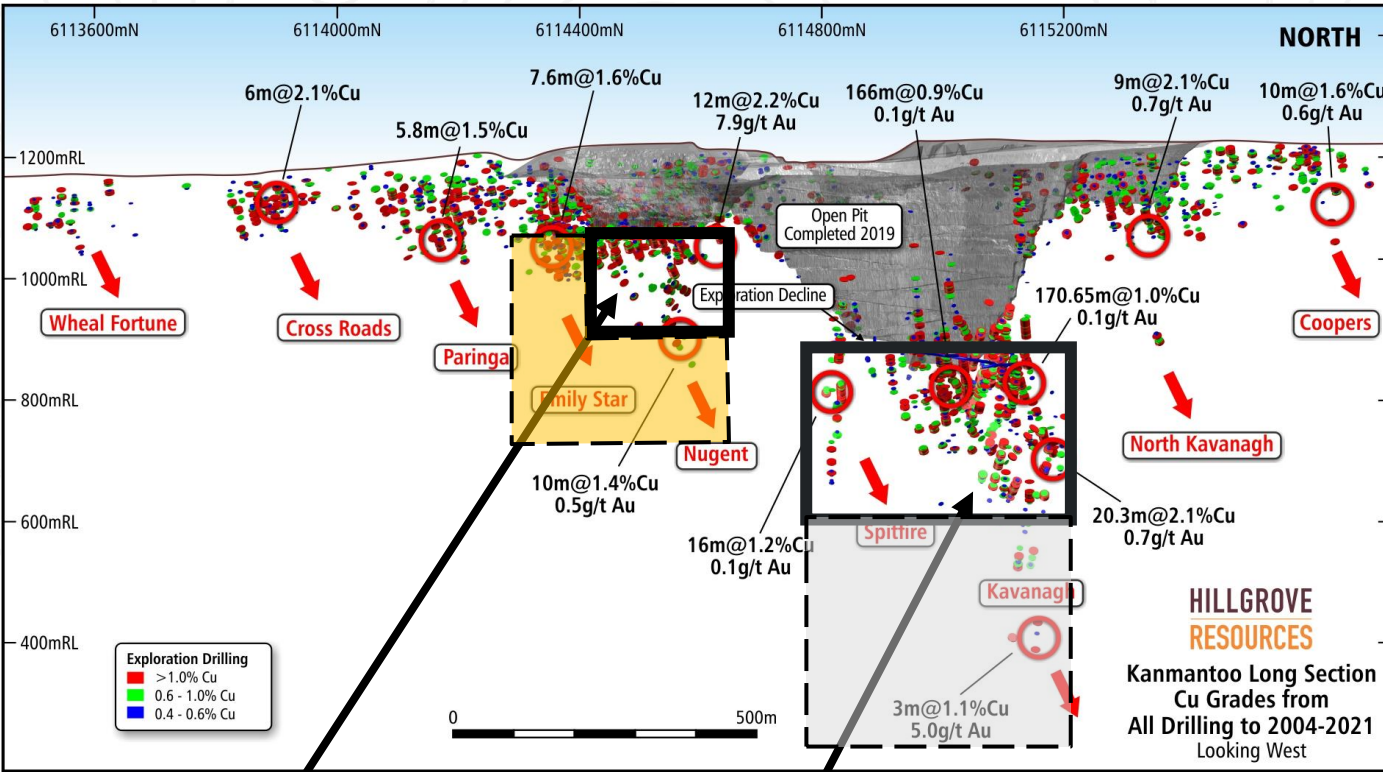 6113600mN
6114000mN
6114400mN
6114800mN
6115200mN
NORTH
6m@2.1%Cu
5.8m@1.5%Cu
7.6m@1.6%Cu
12m@2.2%Cu
7.9g/t Au
166m@0.9%Cu
0.1g/t Au
9m@2.1%Cu
0.7g/t Au
10m@1.6%Cu
0.6g/t Au
1200mRL
1000mRL
800mRL
600mRL
400mRL
Open Pit
Completed 2019
Exploration Decline
170.65m@1.0%Cu
0.1g/t Au
Wheal Fortune
Cross Roads
Paringa
Emily Star
Nugent
10m@1.4%Cu
0.5g/t Au
16m@1.2%Cu
0.1g/t Au
Spitfire
Kavanagh
3m@1.1%Cu
5.0g/t Au
20.3m@2.1%Cu
0.7g/t Au
North Kavanagh
Coopers
Exploration Drilling
>1.0% Cu
0.6 - 1.0% Cu
0.4 - 0.6% Cu
0
500m
HILLGROVE
RESOURCES
Kanmantoo Long Section
Cu Grades from
All Drilling to 2004-2021
Looking West